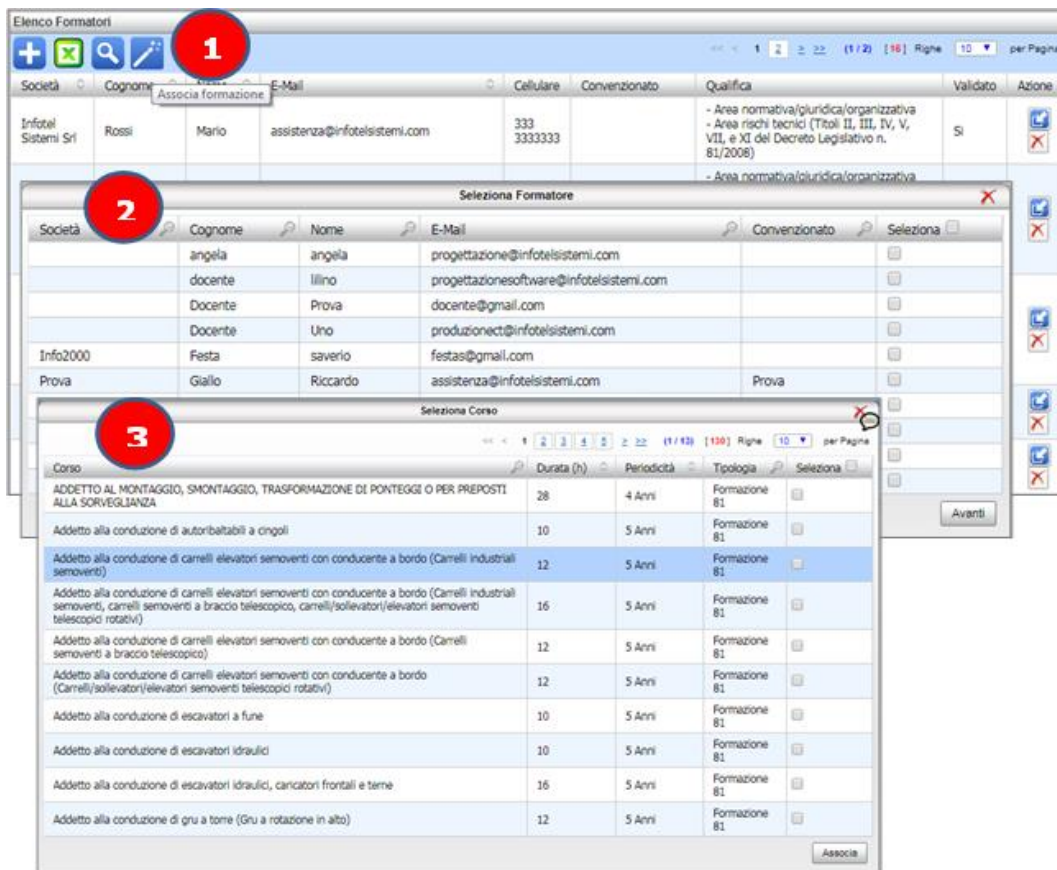 Elenco Formatori
1
1 2 > >> (1/2) [16] Righe 10 per Pagina
Società Cognome E-Mail Cellulare Convenzionato Qualifica Validato Azione
Associa formazione
Infotel Sistemi Srl
Rossi
Mario
assistenza@infotelsistemi.com
333
3333333
- Area normativa/giuridica/organizzativa
- Area rischi tecnici (Titoli II, III, IV, V,
VII, e XI del Decreto Legislativo n.
81/2008)
Si
- Area normativa/giuridica/organizzativa
Seleziona Formatore
2
Società Cognome Nome E-Mail Convenzionato Seleziona
angela angela progettazione@infotelsistemi.com
docente lilino progettazionesoftware@infotelsistemi.com
Docente Prova docente@gmail.com
Docente Uno produzionect@infotelsistemi.com
Info2000 Festa saverio festas@gmail.com
Prova Giallo Riccardo assistenza@infotelsistemi.com Prova
Avanti
Seleziona Corso
3
<< < 1 2 3 4 5 > >> (1/13) [130] Righe 10 per Pagina
Corso Durata (h) Periodicità Tipologia Seleziona
ADDETTO AL MONTAGGIO, SMONTAGGIO, TRASFORMAZIONE DI PONTEGGI O PER PREPOSTI
ALLA SORVEGLIANZA
28 4 Anni Formazione
81
Addetto alla conduzione di autoribaltabili a cingoli 10 5 Anni Formazione
81
Addetto alla conduzione di carrelli elevatori semoventi con conducente a bordo (Carrelli industriali
semoventi)
12 5 Anni Formazione
81
Addetto alla conduzione di carrelli elevatori semoventi con conducente a bordo (Carrelli industriali
semoventi, carrelli semoventi a braccio telescopico, carrelli/sollevatori/elevatori semoventi
telescopici rotativi)
16 5 Anni Formazione
81
Addetto alla conduzione di carrelli elevatori semoventi con conducente a bordo (Carrelli
semoventi a braccio telescopico)
12 5 Anni Formazione
81
Addetto alla conduzione di carrelli elevatori semoventi con conducente a bordo
(Carrelli/sollevatori/elevatori semoventi telescopici rotativi)
12 5 Anni Formazione
81
Addetto alla conduzione di escavatori a fune 10 5 Anni Formazione
81
Addetto alla conduzione di escavatori idraulici 10 5 Anni Formazione
81
Addetto alla conduzione di escavatori idraulici, caricatori frontali e terne 16 5 Anni Formazione
81
Addetto alla conduzione di gru a torre (Gru a rotazione in alto) 12 5 Anni Formazione
81
Associa